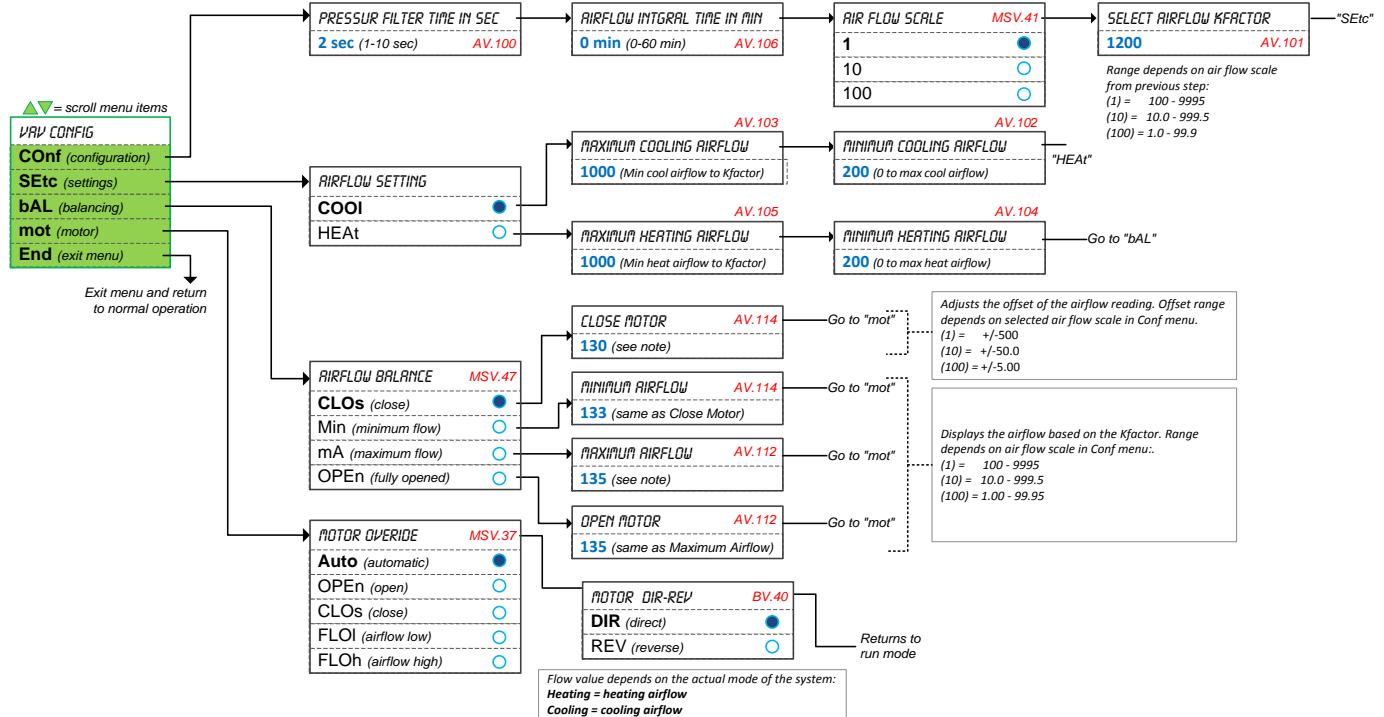 PRESSUR FILTER TIME IN SEC
2 sec (1-10 sec) AV.100
AIRFLOW INTGRAL TIME IN MIN
0 min (0-60 min) AV.106
AIR FLOW SCALE MSV.41
1
10
100
SELECT AIRFLOW KFACTOR
1200 AV.101
"SEtc"
Range depends on air flow scale
from previous step:
(1) = 100 - 9995
(10) = 10.0 - 999.5
(100) = 1.0 - 99.9
= scroll menu items
VAV CONFIG
COnf (configuration)
SEtc (settings)
bAL (balancing)
mot (motor)
End (exit menu)
Exit menu and return
to normal operation
AIRFLOW SETTING
COOl
HEAt
AV.103
MAXIMUM COOLING AIRFLOW
1000 (Min cool airflow to Kfactor)
AV.102
MINIMUM COOLING AIRFLOW
200 (0 to max cool airflow)
"HEAt"
AV.105
MAXIMUM HEATING AIRFLOW
1000 (Min heat airflow to Kfactor)
AV.104
MINIMUM HEATING AIRFLOW
200 (0 to max heat airflow)
Go to "bAL"
AIRFLOW BALANCE MSV.47
CLOs (close)
Min (minimum flow)
mA (maximum flow)
OPEn (fully opened)
CLOSE MOTOR AV.114
130 (see note)
Go to "mot"
MINIMUM AIRFLOW AV.114
133 (same as Close Motor)
Go to "mot"
MAXIMUM AIRFLOW AV.112
135 (see note)
Go to "mot"
OPEN MOTOR AV.112
135 (same as Maximum Airflow)
Go to "mot"
Adjusts the offset of the airflow reading. Offset range
depends on selected air flow scale in Conf menu.
(1) = +/-500
(10) = +/-50.0
(100) = +/-5.00
Displays the airflow based on the Kfactor. Range
depends on air flow scale in Conf menu:.
(1) = 100 - 9995
(10) = 10.0 - 999.5
(100) = 1.00 - 99.95
MOTOR OVERIDE MSV.37
Auto (automatic)
OPEn (open)
CLOs (close)
FLOl (airflow low)
FLOh (airflow high)
MOTOR DIR-REV BV.40
DIR (direct)
REV (reverse)
Returns to
run mode
Flow value depends on the actual mode of the system:
Heating = heating airflow
Cooling = cooling airflow